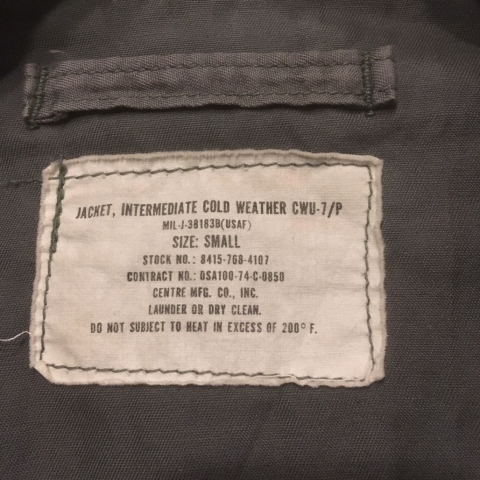 JACKET, INTERMEDIATE COLD WEATHER CWU-7/P
MIL-J-38183B(USAF)
SIZE: SMALL
STOCK NO.: 8415-768-4107
CONTRACT NO.: DSA100-74-C-0850
CENTRE MFG. CO., INC.
LAUNDER OR DRY CLEAN.
DO NOT SUBJECT TO HEAT IN EXCESS OF 200° F.